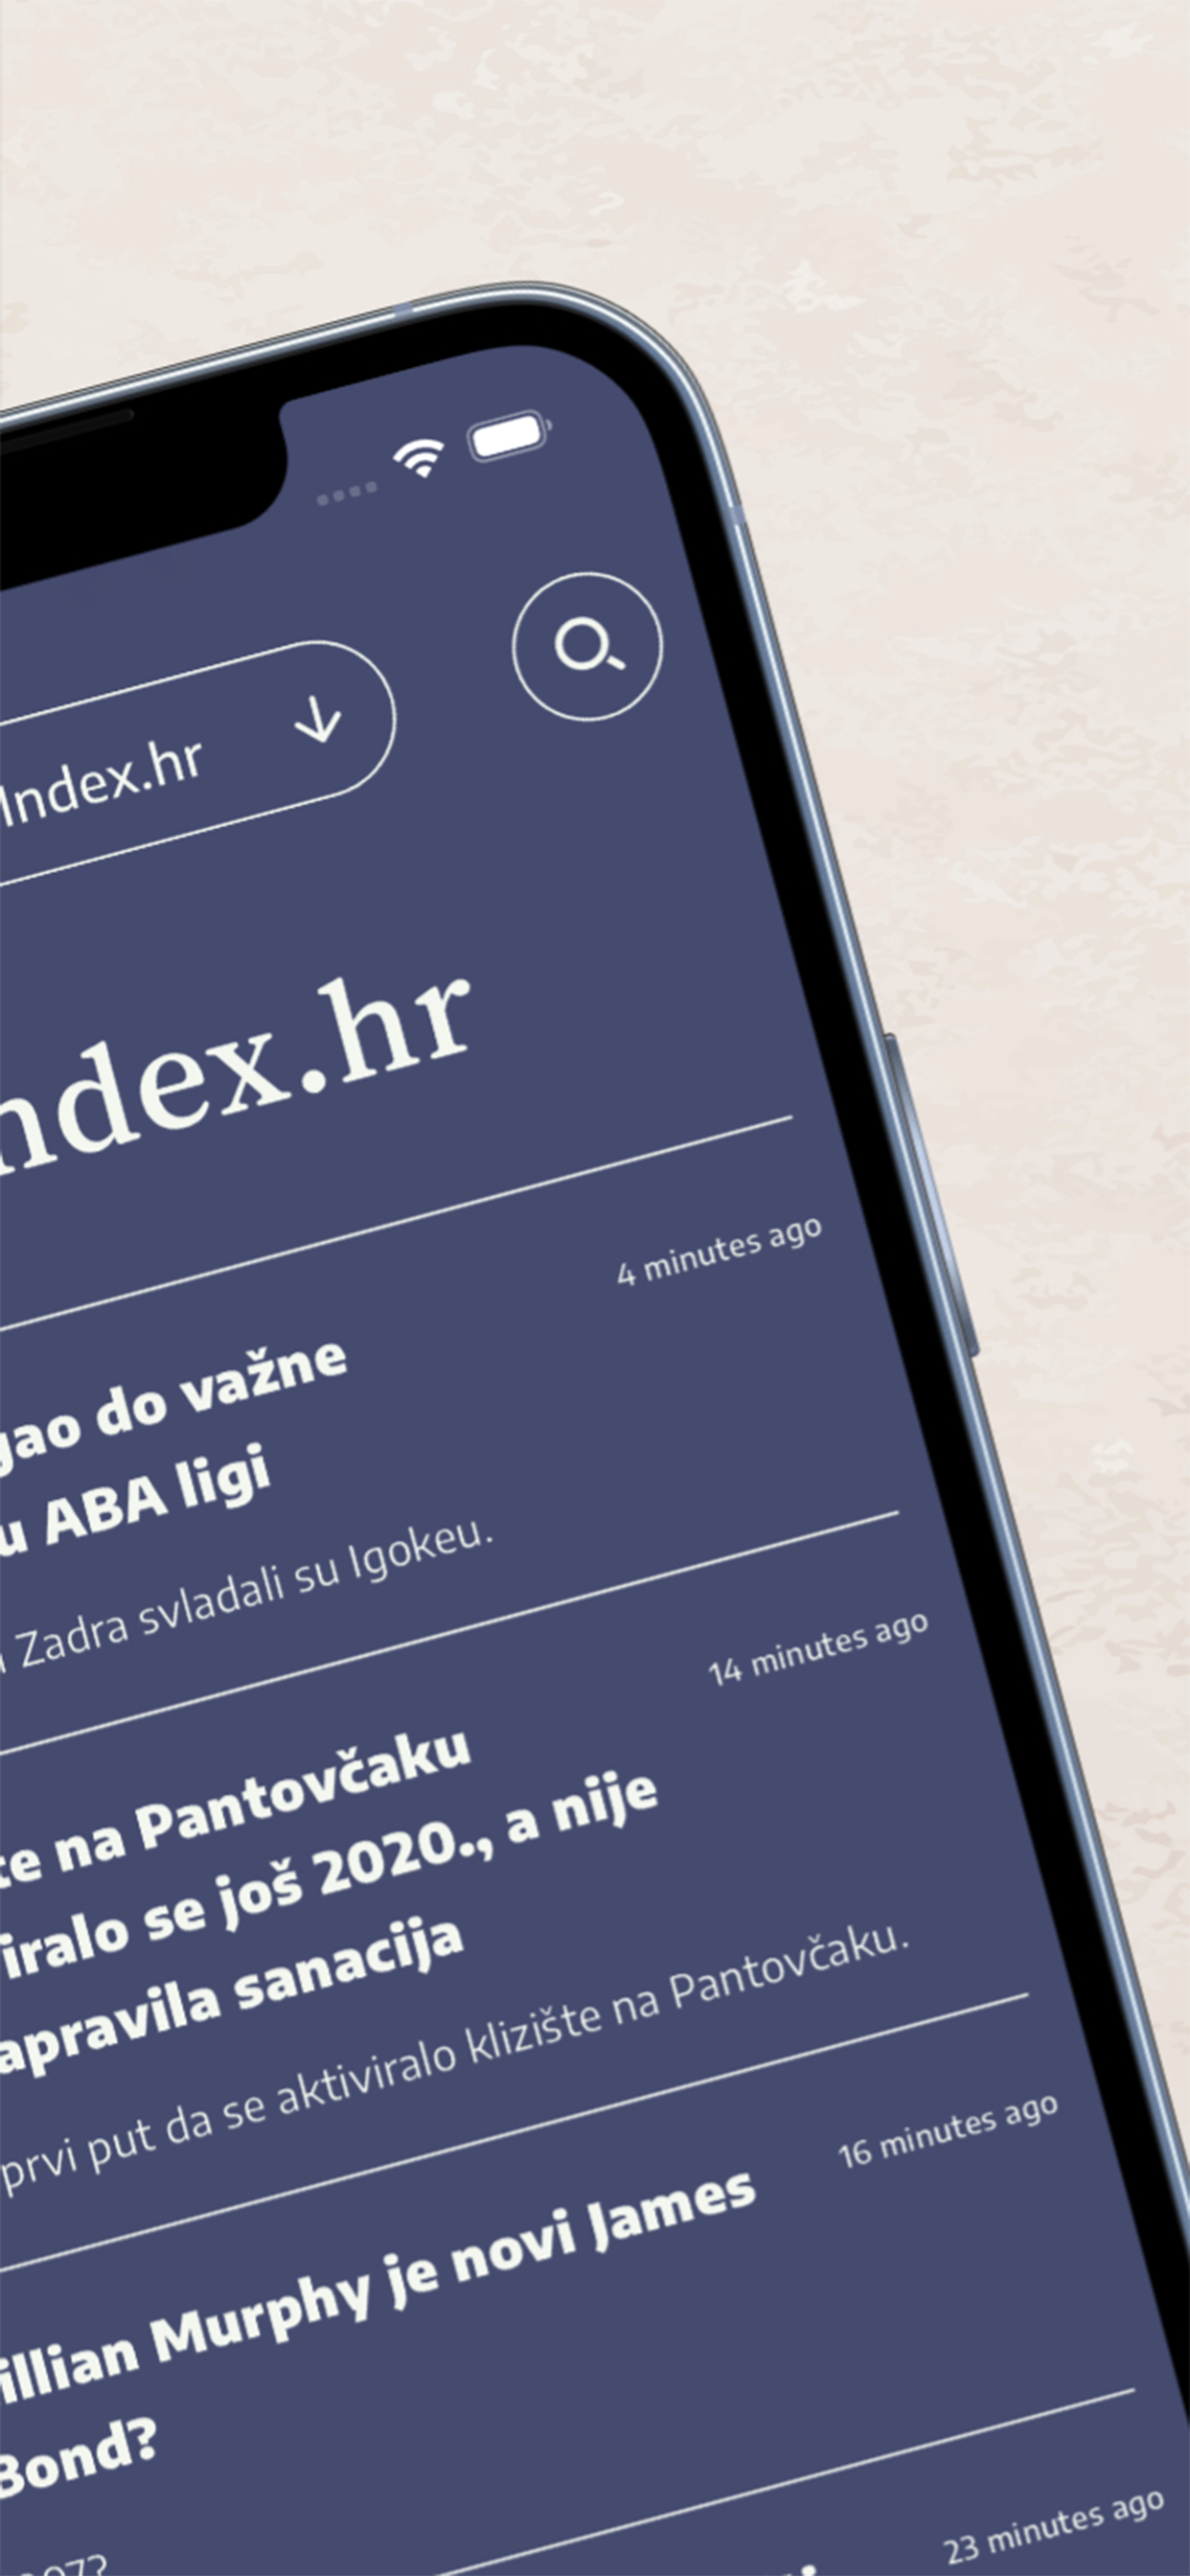 Index.hr
ndex.hr
4 minutes ago
gao do važne
u ABA ligi
Zadra svladali su Igokeu.
14 minutes ago
te na Pantovčaku
iralo se još 2020., a nije
apravila sanacija
prvi put da se aktiviralo klizište na Pantovčaku.
16 minutes ago
illian Murphy je novi James
Bond?
23 minutes ago